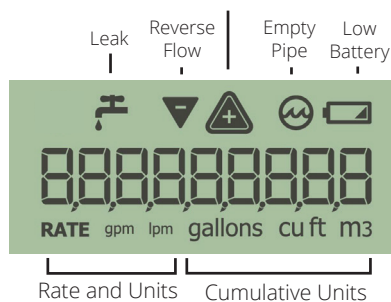 Leak
Reverse Flow
Empty Pipe
Low Battery
8,8,8,8,8,8,8,8,8
RATE gpm lpm gallons cu ft m3
Rate and Units
Cumulative Units